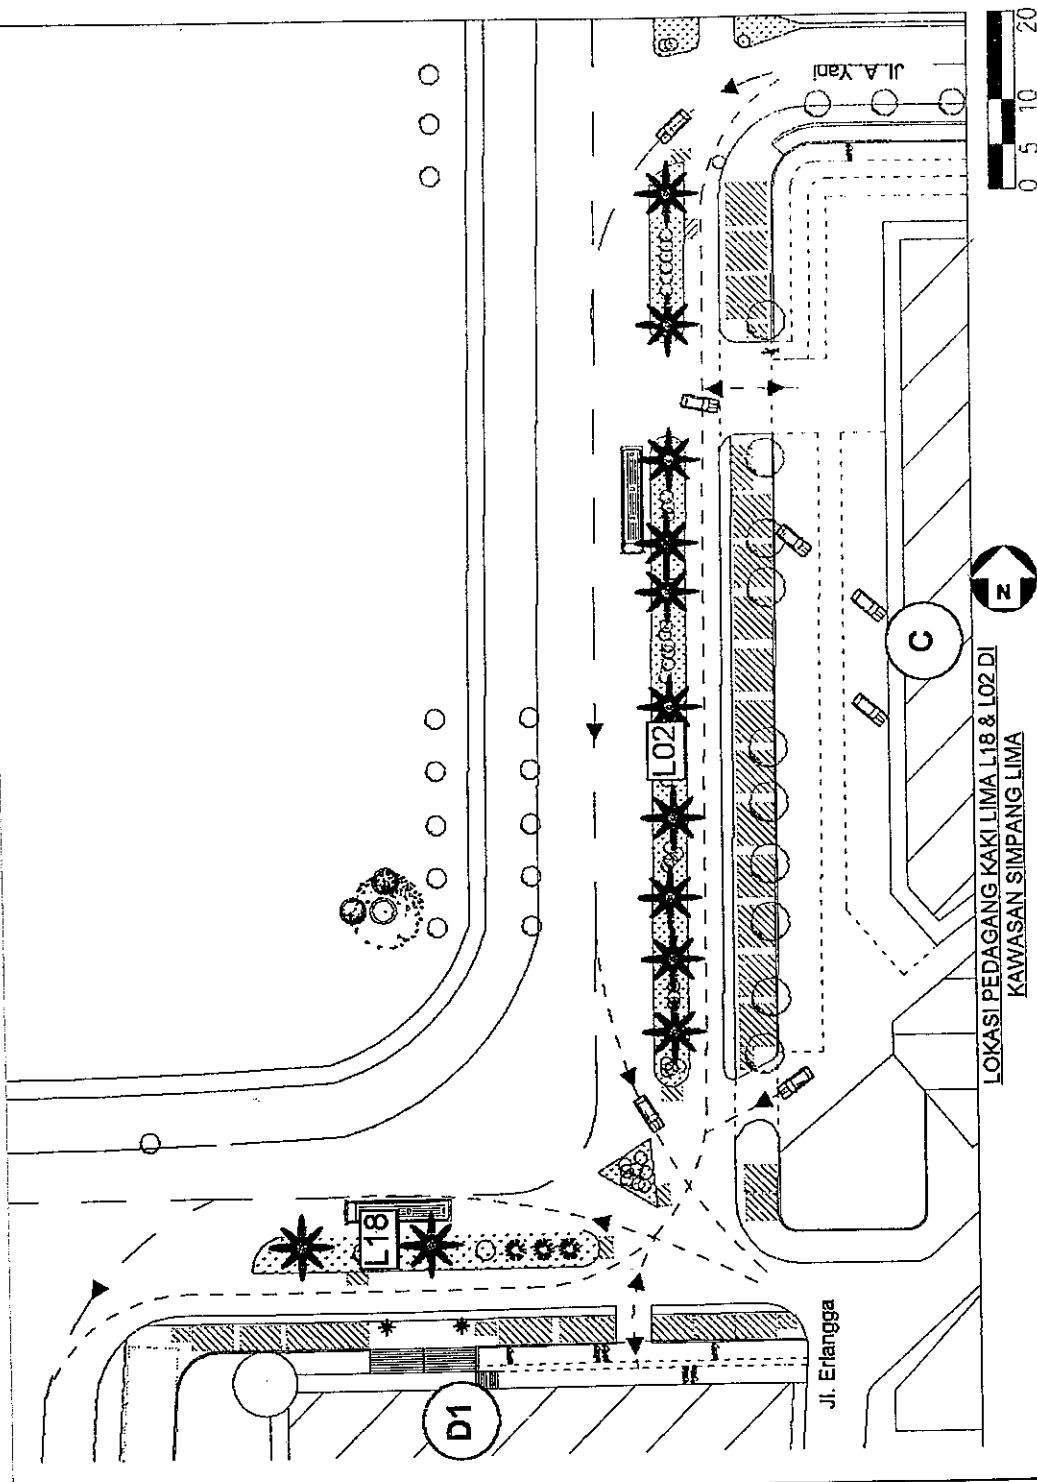 Jl. A. Yani
L02
L18
C
D1
Jl. Erlangga
N
LOKASI PEDAGANG KAKI LIMA L18 & L02 DI
KAWASAN SIMPANG LIMA
0 5 10 20